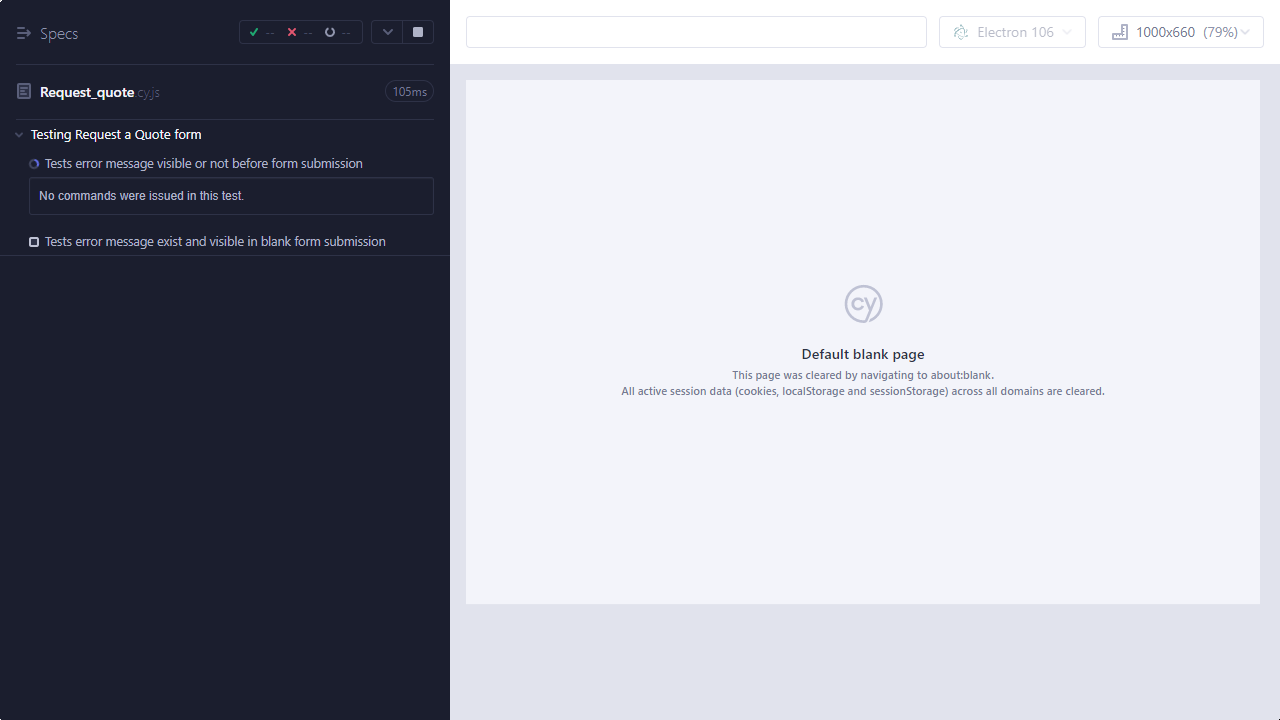 Specs
-- -- --
Request_quote.cy.js
105ms
Testing Request a Quote form
Tests error message visible or not before form submission
No commands were issued in this test.
Tests error message exist and visible in blank form submission
Electron 106
1000x660 (79%)
cy
Default blank page
This page was cleared by navigating to about:blank.
All active session data (cookies, localStorage and sessionStorage) across all domains are cleared.